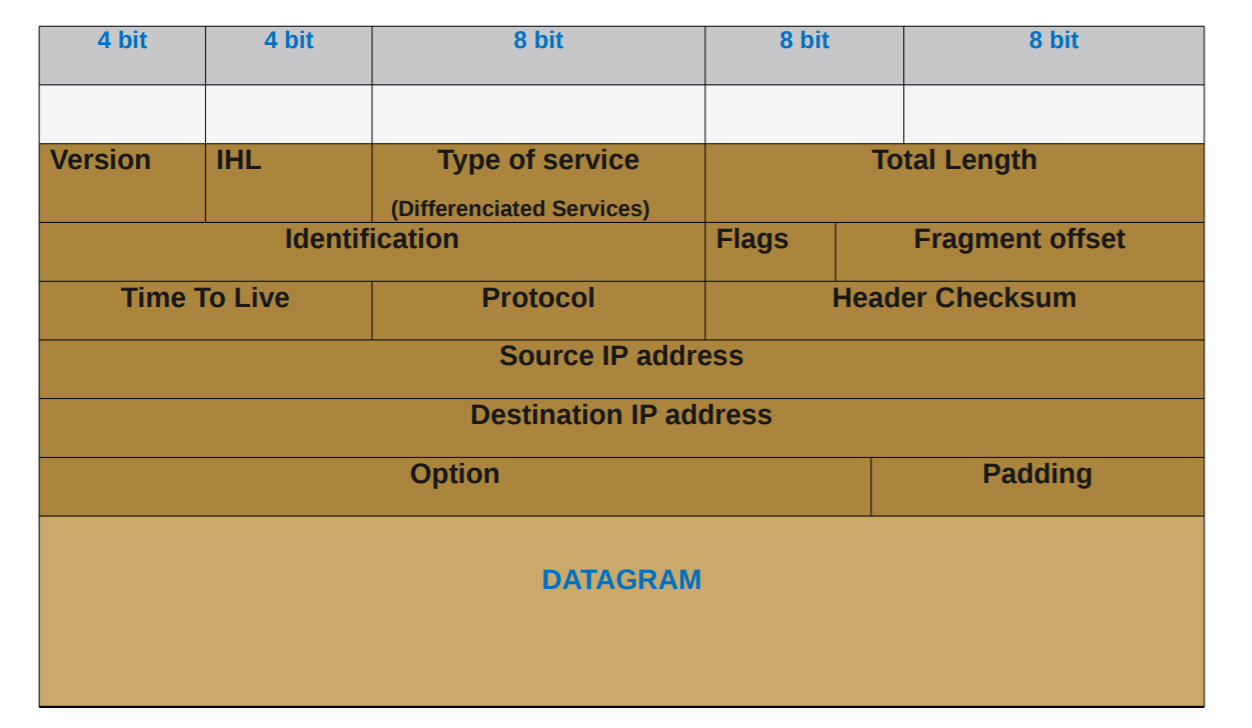 4 bit 4 bit 8 bit 8 bit 8 bit
Version IHL Type of service Total Length
(Differenciated Services)
Identification Flags Fragment offset
Time To Live Protocol Header Checksum
Source IP address
Destination IP address
Option Padding
DATAGRAM